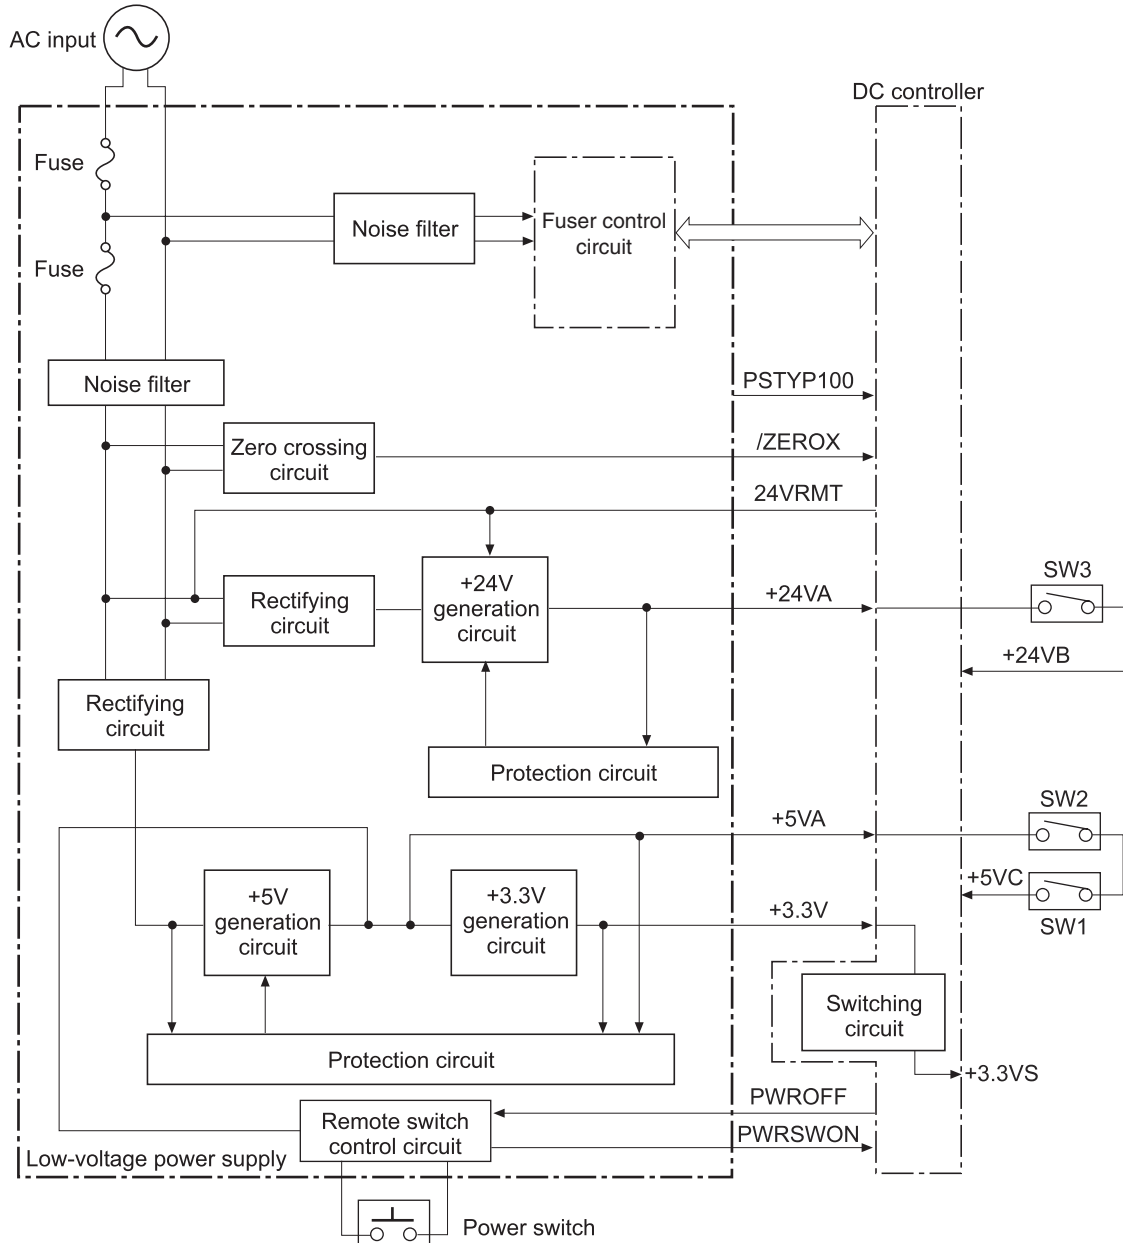 AC input
DC controller
Fuse
Noise filter
Fuser control
circuit
Fuse
Noise filter
PSTYP100
Zero crossing
circuit
/ZEROX
24VRMT
Rectifying
circuit
+24V
generation
circuit
+24VA
SW3
+24VB
Rectifying
circuit
Protection circuit
+5VA
SW2
+5V
generation
circuit
+3.3V
generation
circuit
+3.3V
+5VC
SW1
Switching
circuit
Protection circuit
+3.3VS
PWROFF
Remote switch
control circuit
PWRSWON
Low-voltage power supply
Power switch